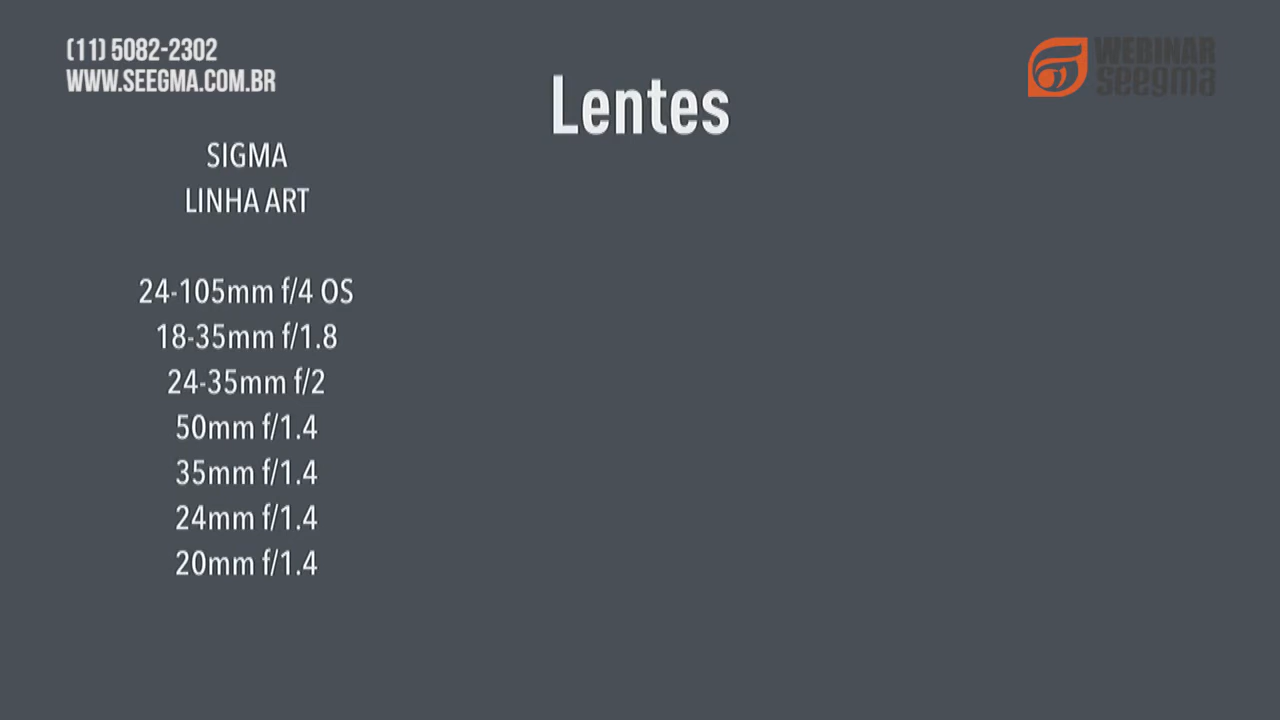 (11) 5082-2302
WWW.SEEGMA.COM.BR
WEBINAR
seegma
Lentes
SIGMA
LINHA ART
24-105mm f/4 OS
18-35mm f/1.8
24-35mm f/2
50mm f/1.4
35mm f/1.4
24mm f/1.4
20mm f/1.4